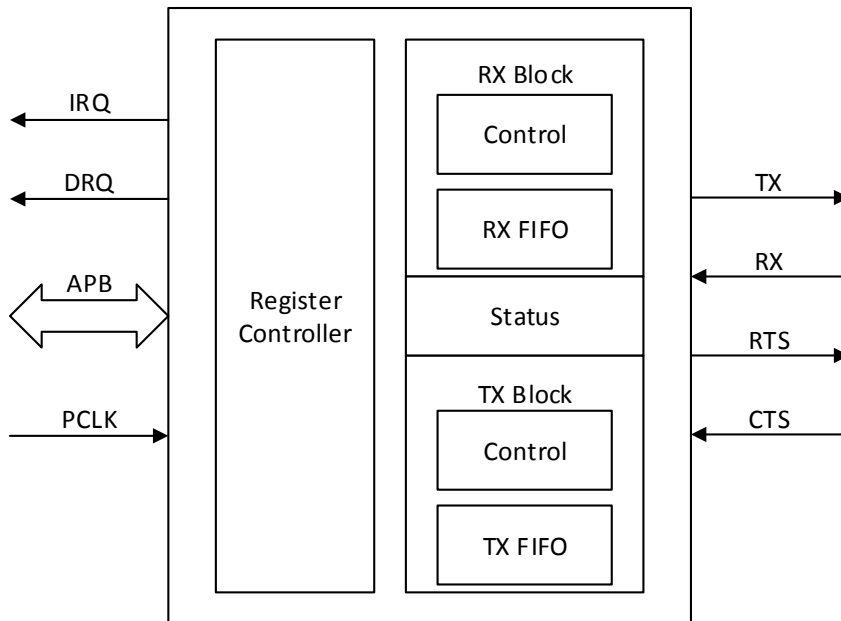 IRQ
DRQ
APB
PCLK
Register
Controller
RX Block
Control
RX FIFO
Status
TX Block
Control
TX FIFO
TX
RX
RTS
CTS